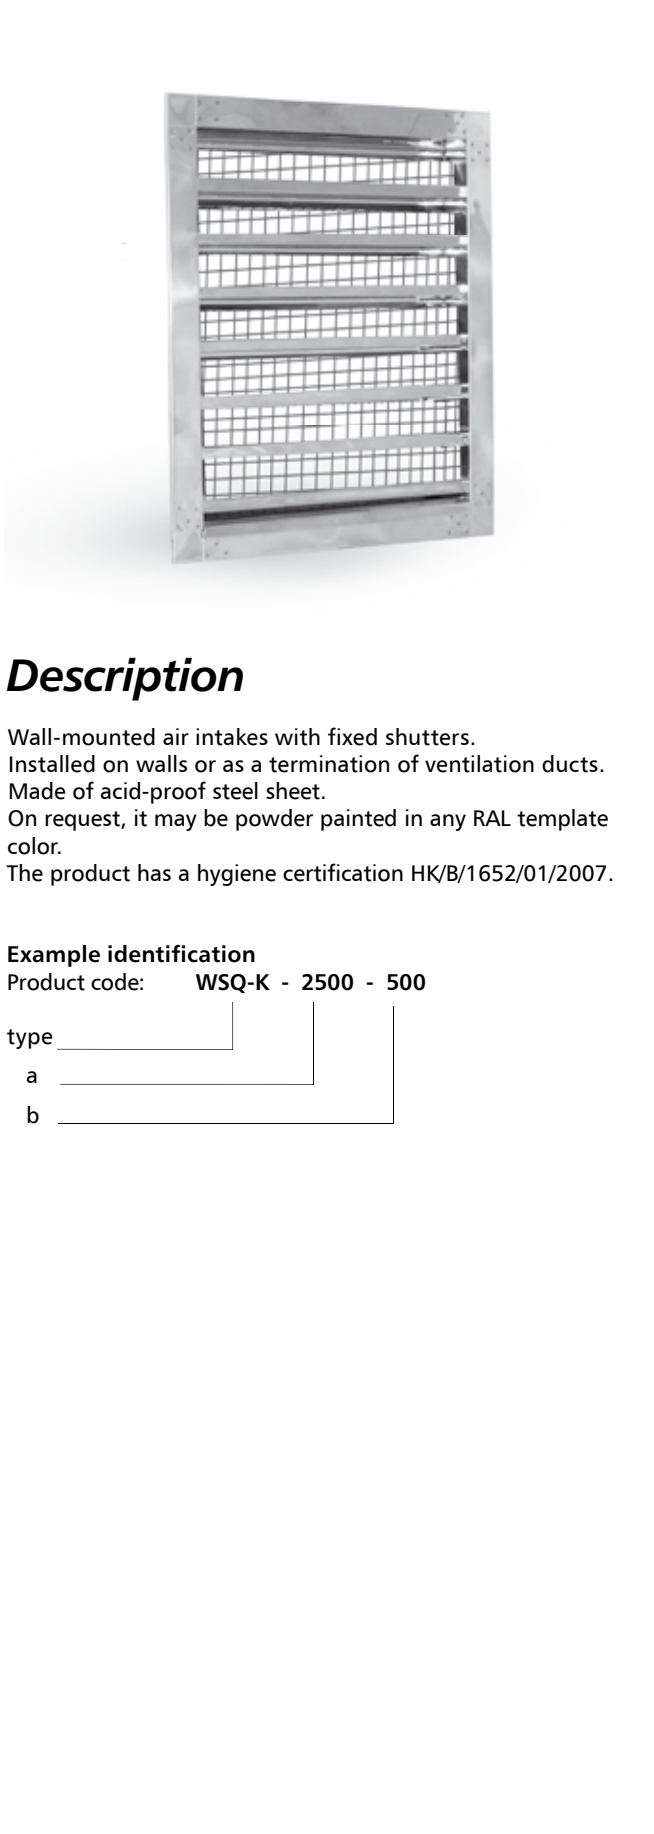 Description
Wall-mounted air intakes with fixed shutters.
Installed on walls or as a termination of ventilation ducts.
Made of acid-proof steel sheet.
On request, it may be powder painted in any RAL template
color.
The product has a hygiene certification HK/B/1652/01/2007.
Example identification
Product code: WSQ-K - 2500 - 500
type
a
b